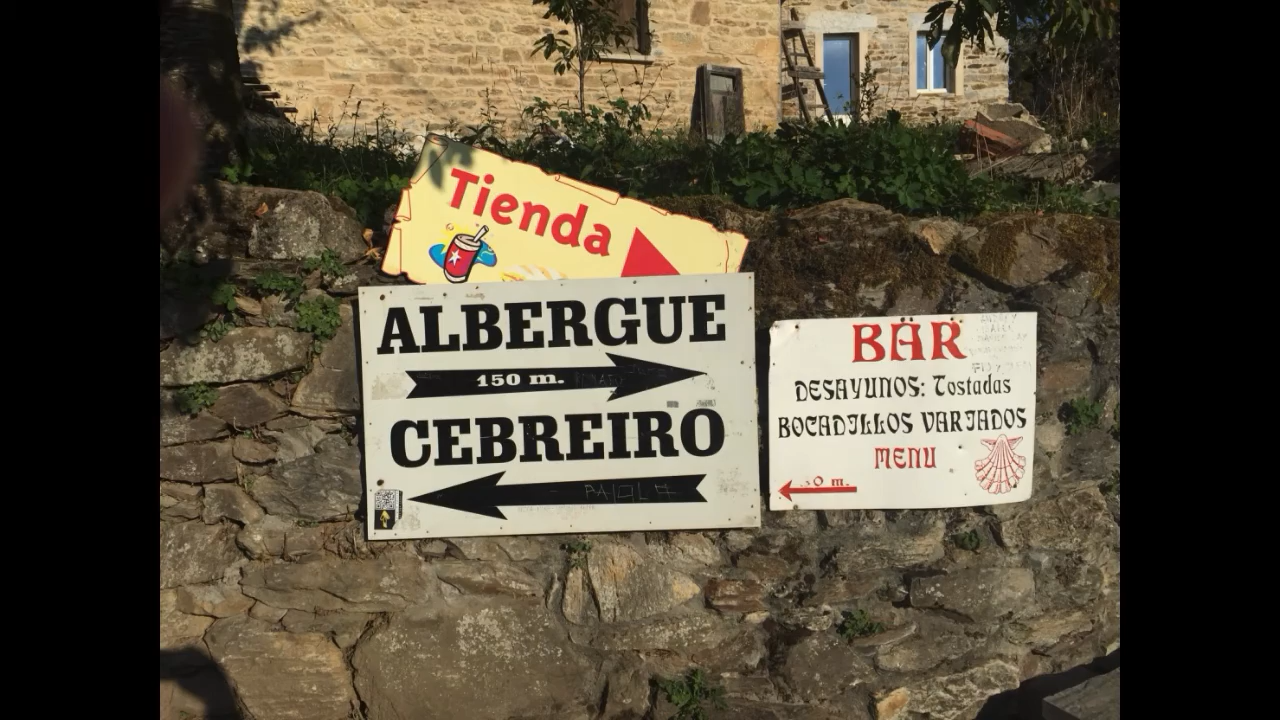 Tienda
ALBERGUE
150 m.
CEBREIRO
BAR
DESAYUNOS: Tostadas
BOCADILLOS VARIADOS
MENU
m.